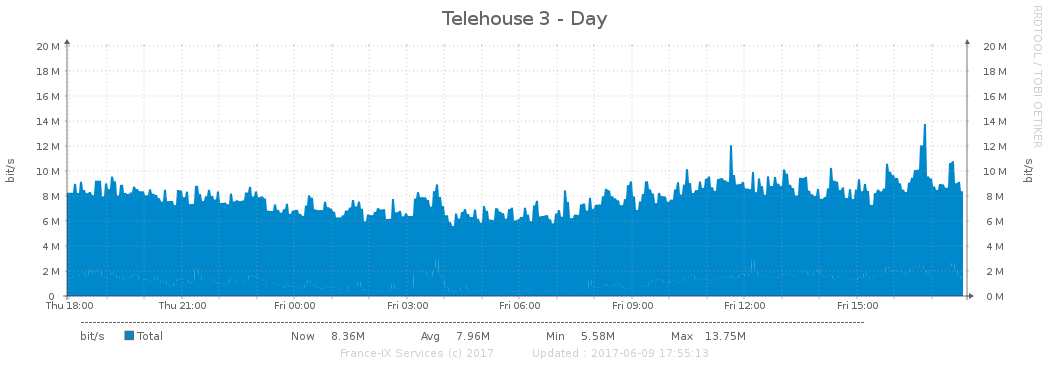 Telehouse 3 - Day
RRDTOOL / TOBI OETIKER
bit/s
bit/s
20 M 20 M
18 M 18 M
16 M 16 M
14 M 14 M
12 M 12 M
10 M 10 M
8 M 8 M
6 M 6 M
4 M 4 M
2 M 2 M
0 0 M
Thu 18:00 Thu 21:00 Fri 00:00 Fri 03:00 Fri 06:00 Fri 09:00 Fri 12:00 Fri 15:00
bit/s Total Now 8.36M Avg 7.96M Min 5.58M Max 13.75M
France-IX Services (c) 2017 Updated : 2017-06-09 17:55:13